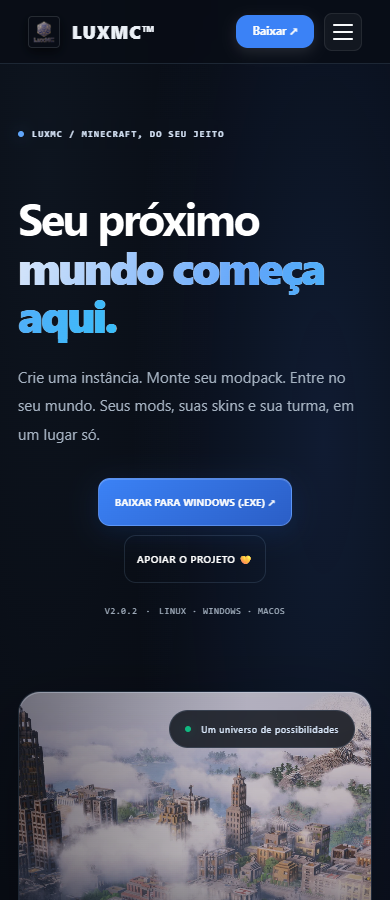 LUXMC™
Baixar ↗
LUXMC / MINECRAFT, DO SEU JEITO
Seu próximo
mundo começa
aqui.
Crie uma instância. Monte seu modpack. Entre no
seu mundo. Seus mods, suas skins e sua turma, em
um lugar só.
BAIXAR PARA WINDOWS (.EXE) ↗
APOIAR O PROJETO 🧡
V2.0.2 · LINUX · WINDOWS · MACOS
Um universo de possibilidades